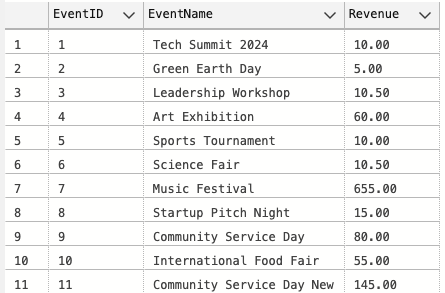 EventID EventName Revenue
1 1 Tech Summit 2024 10.00
2 2 Green Earth Day 5.00
3 3 Leadership Workshop 10.50
4 4 Art Exhibition 60.00
5 5 Sports Tournament 10.00
6 6 Science Fair 10.50
7 7 Music Festival 655.00
8 8 Startup Pitch Night 15.00
9 9 Community Service Day 80.00
10 10 International Food Fair 55.00
11 11 Community Service Day New 145.00